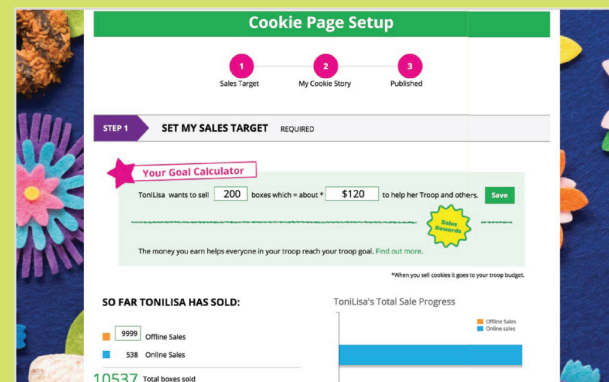 Cookie Page Setup
1 2 3
Sales Target My Cookie Story Published
STEP 1 SET MY SALES TARGET REQUIRED
Your Goal Calculator
ToniLisa wants to sell 200 boxes which = about * $120 to help her Troop and others. Save
Sales
Rewards
The money you earn helps everyone in your troop reach your troop goal. Find out more.
*When you sell cookies it goes to your troop budget.
SO FAR TONILISA HAS SOLD:
9999 Offline Sales
538 Online Sales
10537 Total boxes sold
ToniLisa's Total Sale Progress
Offline Sales
Online sales